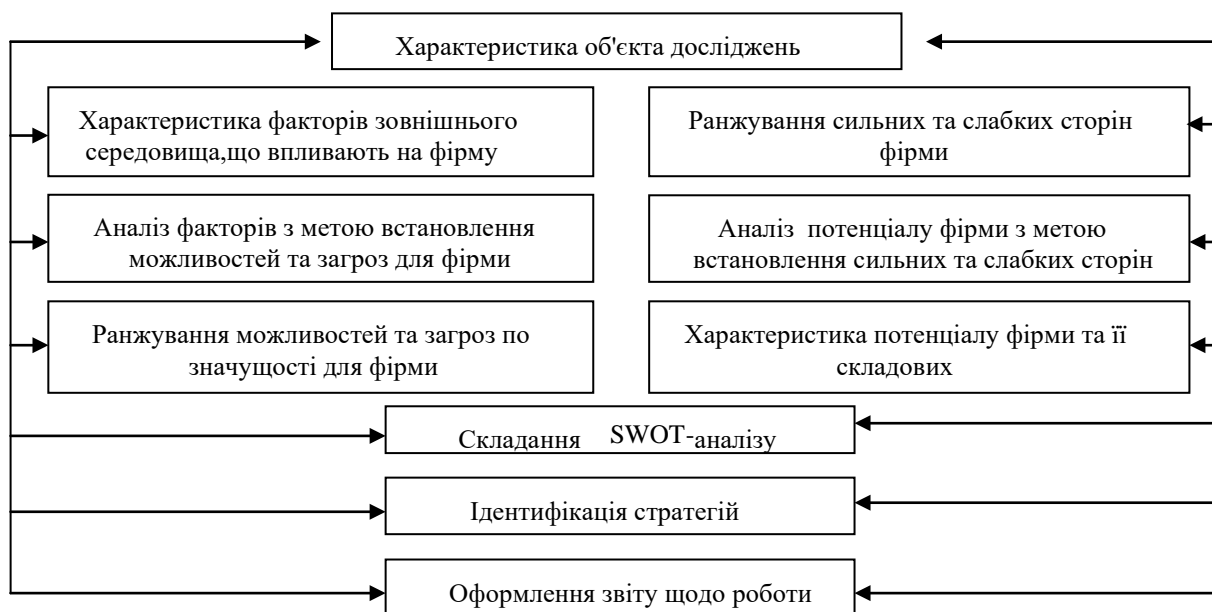 Характеристика об'єкта досліджень
Характеристика факторів зовнішнього
середовища,що впливають на фірму
Ранжування сильних та слабких сторін
фірми
Аналіз факторів з метою встановлення
можливостей та загроз для фірми
Аналіз потенціалу фірми з метою
встановлення сильних та слабких сторін
Ранжування можливостей та загроз по
значущості для фірми
Характеристика потенціалу фірми та її
складових
Складання SWOT-аналізу
Ідентифікація стратегій
Оформлення звіту щодо роботи